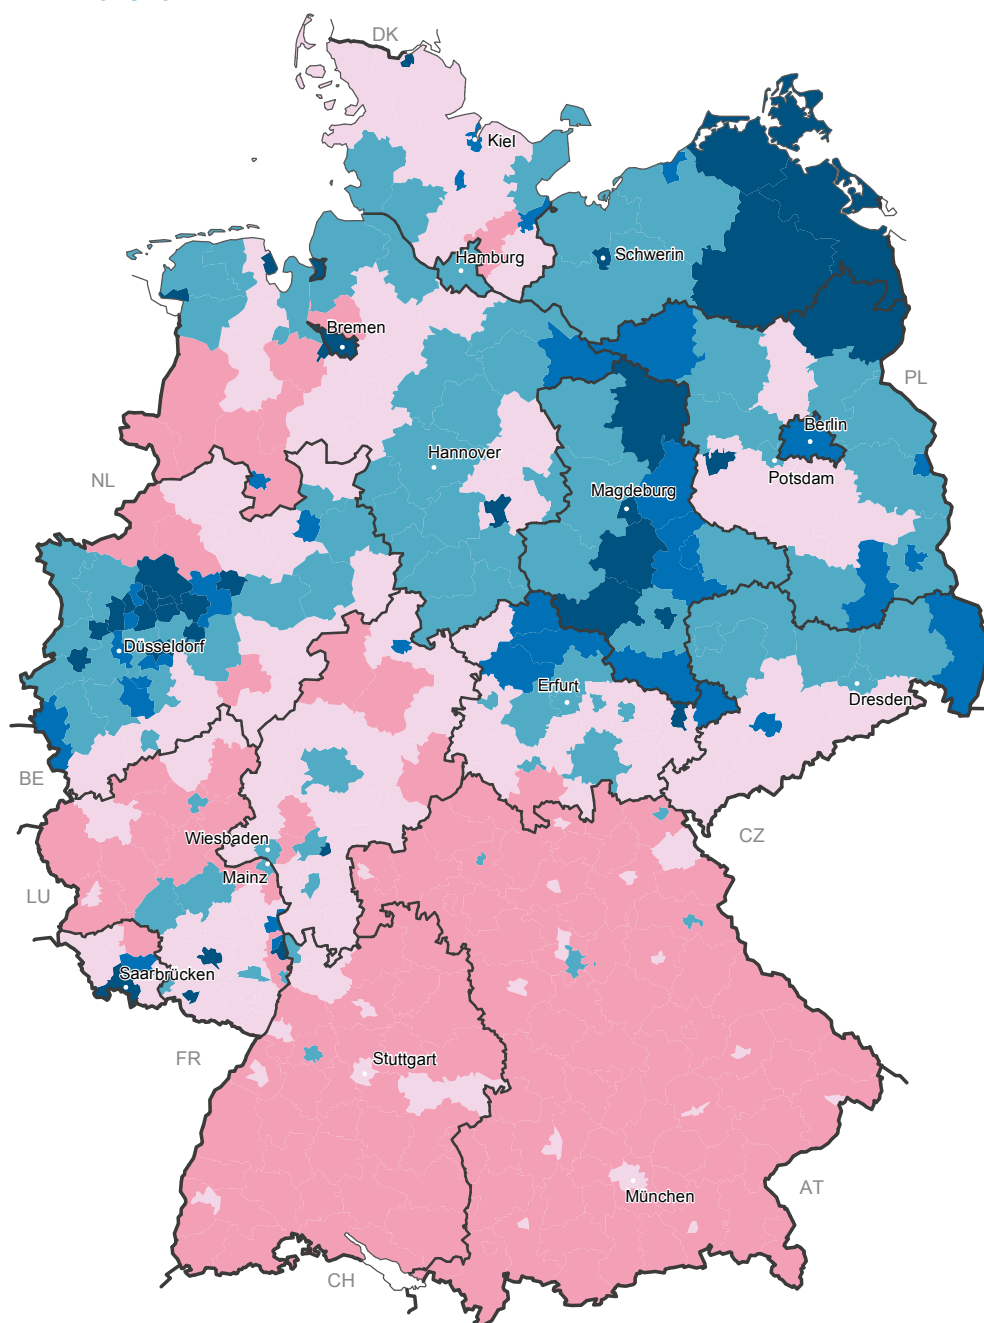 DK
Kiel
Schwerin
Hamburg
Bremen
PL
Berlin
Hannover
Potsdam
NL
Magdeburg
Düsseldorf
Erfurt
Dresden
BE
Wiesbaden
CZ
Mainz
LU
Saarbrücken
FR
Stuttgart
AT
München
CH